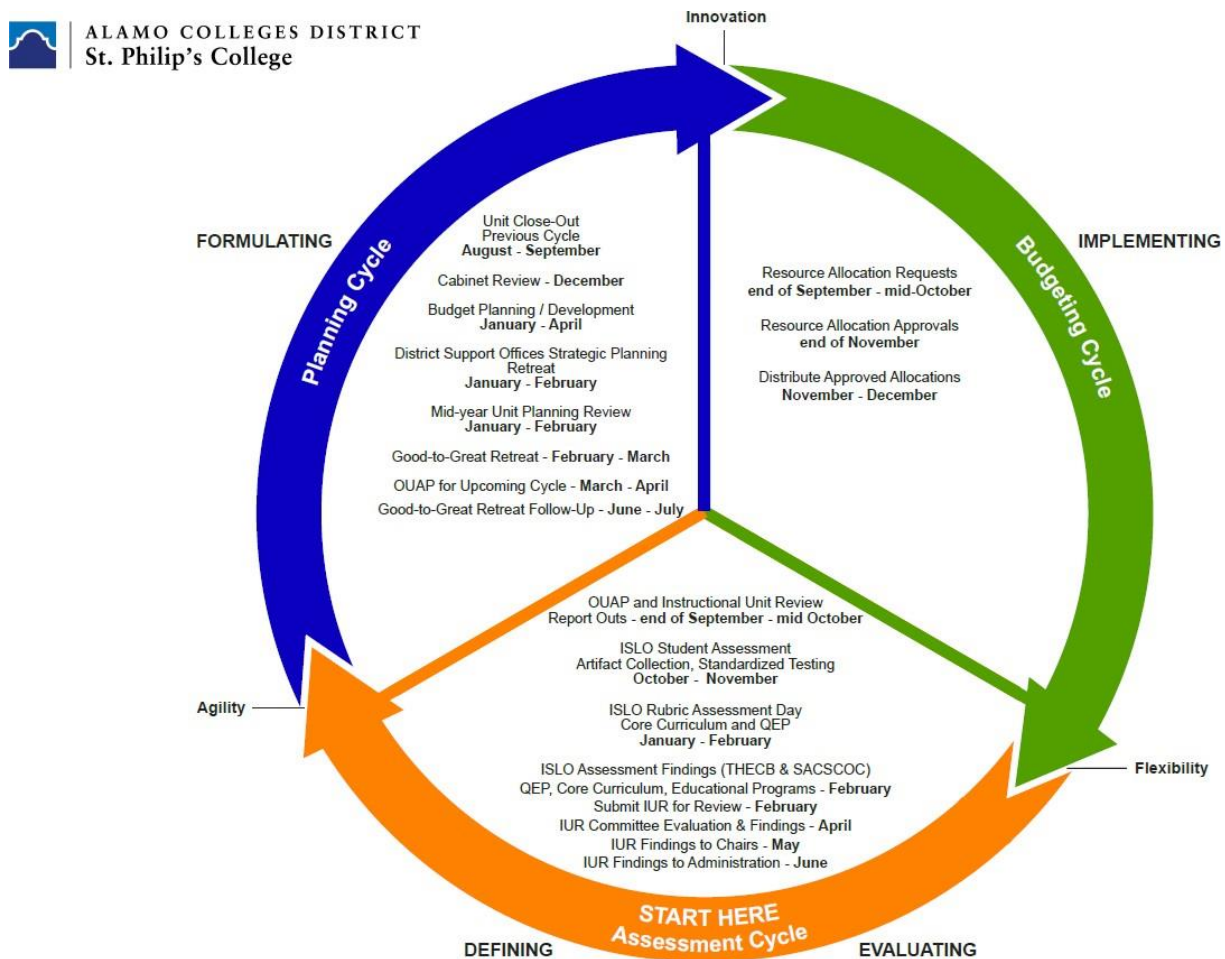 ALAMO COLLEGES DISTRICT
St. Philip's College
Innovation
FORMULATING
IMPLEMENTING
Planning Cycle
Unit Close-Out
Previous Cycle
August - September
Cabinet Review - December
Budget Planning / Development
January - April
District Support Offices Strategic Planning
Retreat
January - February
Mid-year Unit Planning Review
January - February
Good-to-Great Retreat - February - March
OUAP for Upcoming Cycle - March - April
Good-to-Great Retreat Follow-Up - June - July
Budgeting Cycle
Resource Allocation Requests
end of September - mid-October
Resource Allocation Approvals
end of November
Distribute Approved Allocations
November - December
OUAP and Instructional Unit Review
Report Outs - end of September - mid October
ISLO Student Assessment
Artifact Collection, Standardized Testing
October - November
ISLO Rubric Assessment Day
Core Curriculum and QEP
January - February
ISLO Assessment Findings (THECB & SACSCOC)
QEP, Core Curriculum, Educational Programs - February
Submit IUR for Review - February
IUR Committee Evaluation & Findings - April
IUR Findings to Chairs - May
IUR Findings to Administration - June
Agility
Flexibility
START HERE
Assessment Cycle
DEFINING
EVALUATING